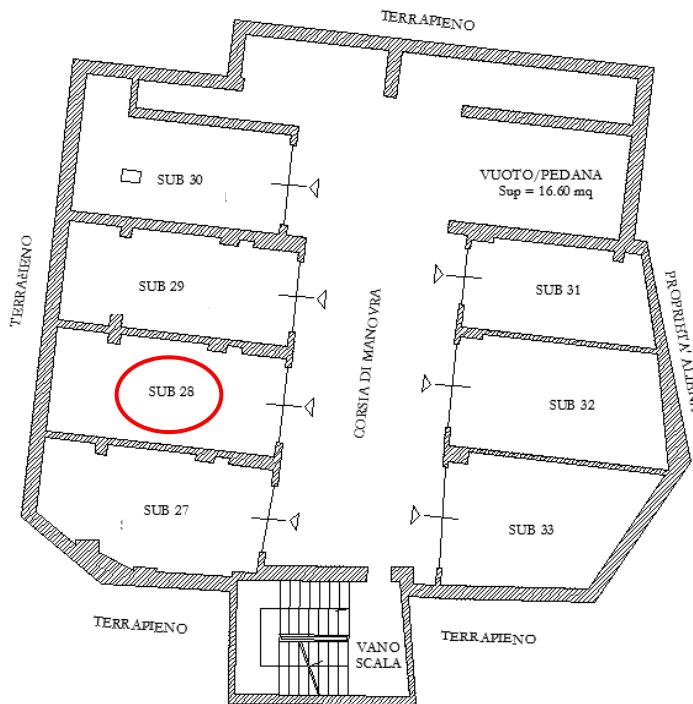 TERRAPIENO
SUB 30
VUOTO/PEDANA
Sup = 16.60 mq
TERRAPIENO
SUB 29
SUB 31
PROPRIETA' ALIENA
CORSIA DI MANOVRA
SUB 28
SUB 32
SUB 27
SUB 33
TERRAPIENO
VANO
SCALA
TERRAPIENO